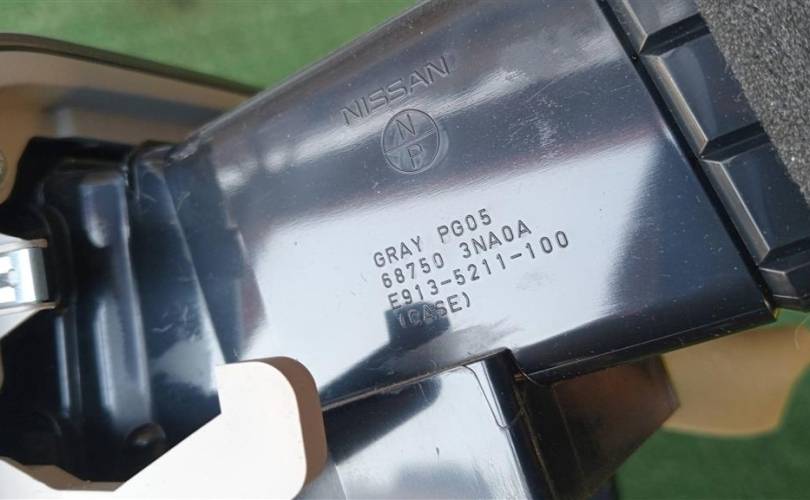 NISSAN
N
P
GRAY PG05
68750 3NA0A
E913-5211-100
(CASE)